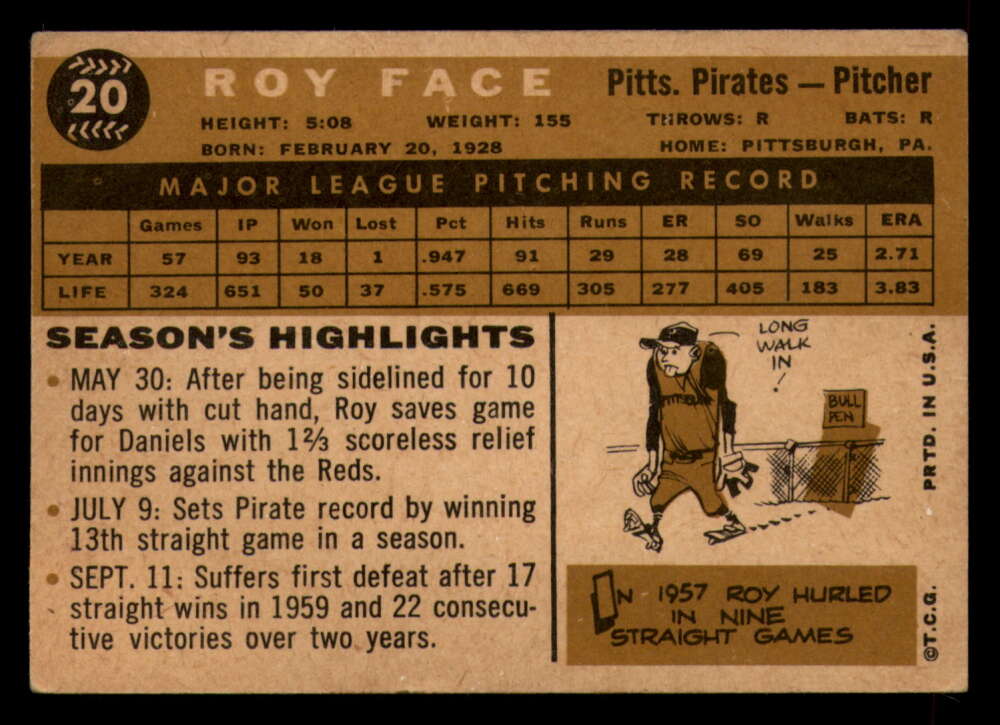 20
ROY FACE Pitts. Pirates — Pitcher
HEIGHT: 5:08 WEIGHT: 155 THROWS: R BATS: R
BORN: FEBRUARY 20, 1928 HOME: PITTSBURGH, PA.
MAJOR LEAGUE PITCHING RECORD
Games IP Won Lost Pct Hits Runs ER SO Walks ERA
YEAR 57 93 18 1 .947 91 29 28 69 25 2.71
LIFE 324 651 50 37 .575 669 305 277 405 183 3.83
SEASON'S HIGHLIGHTS
• MAY 30: After being sidelined for 10
days with cut hand, Roy saves game
for Daniels with 1⅔ scoreless relief
innings against the Reds.
• JULY 9: Sets Pirate record by winning
13th straight game in a season.
• SEPT. 11: Suffers first defeat after 17
straight wins in 1959 and 22 consecu-
tive victories over two years.
LONG
WALK
IN
!
BULL
PEN
IN 1957 ROY HURLED
IN NINE
STRAIGHT GAMES
PRTD. IN U.S.A.
©T.C.G.